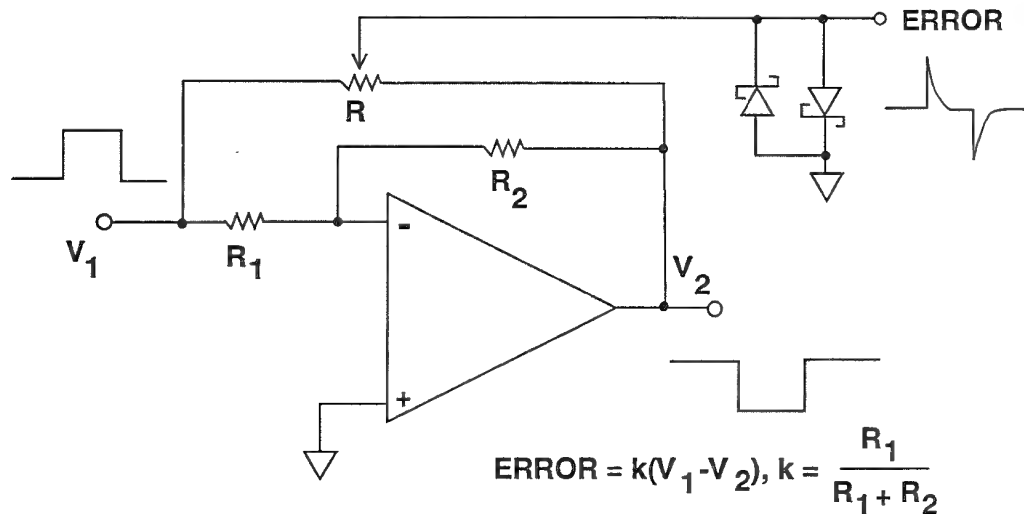 ERROR
R
R2
V1
R1
-
V2
+
ERROR = k(V1-V2), k = R1 / R1 + R2